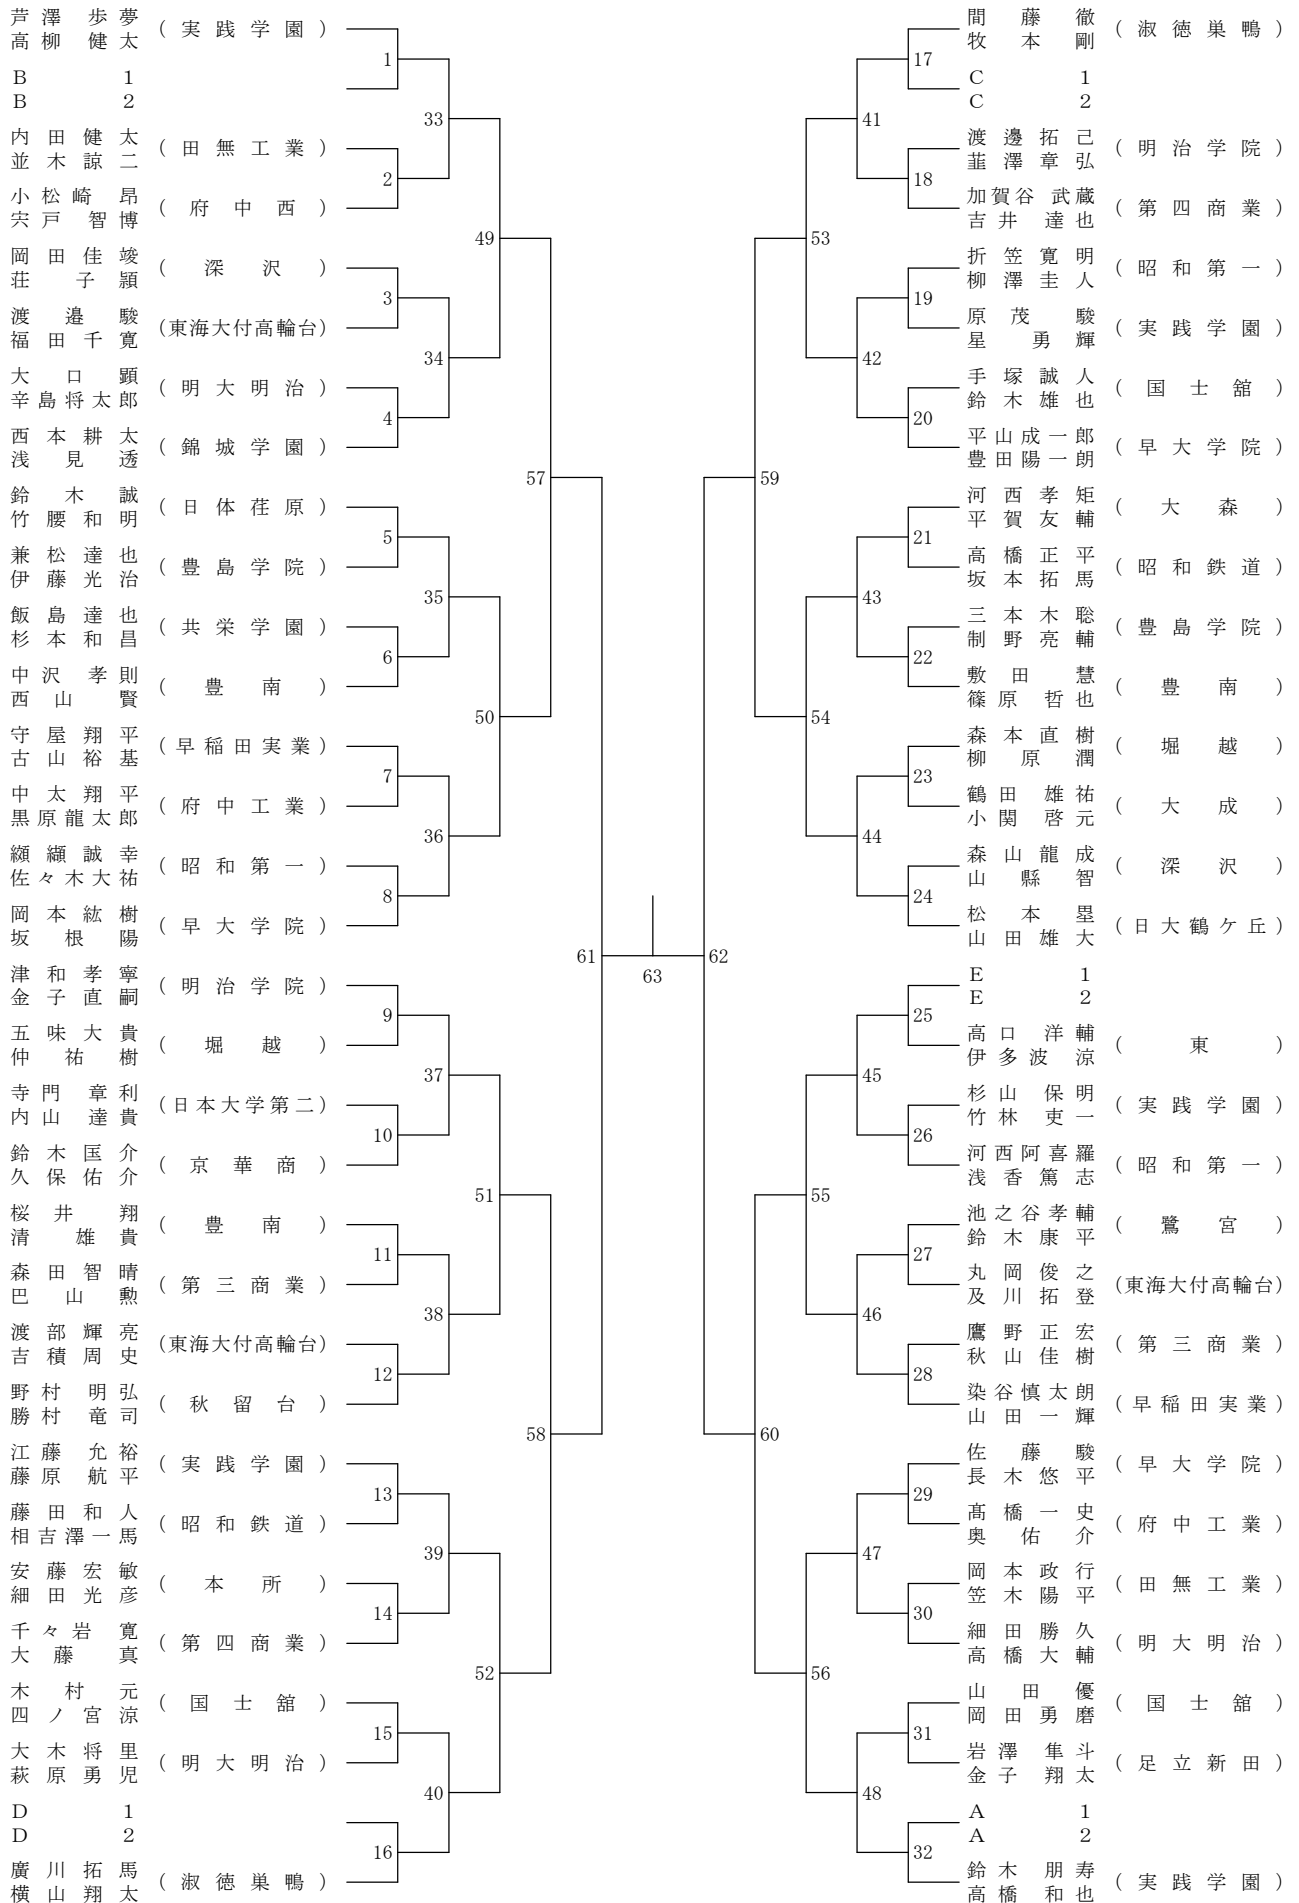 芦澤歩夢
高柳健太
(実践学園)
1
B 1
B 2
33
内田健太
並木諒二
(田無工業)
2
小松崎昂
宍戸智博
(府中西)
49
岡田佳竣
荘子頴
(深沢)
3
渡邉駿
福田千寛
(東海大付高輪台)
34
大口顕
辛島将太郎
(明大明治)
4
西本耕太
浅見透
(錦城学園)
57
鈴木誠
竹腰和明
(日体荏原)
5
兼松達也
伊藤光治
(豊島学院)
35
飯島達也
杉本和昌
(共栄学園)
6
中沢孝則
西山賢
(豊南)
50
守屋翔平
古山裕基
(早稲田実業)
7
中太翔平
黒原龍太郎
(府中工業)
36
纐纈誠幸
佐々木大祐
(昭和第一)
8
岡本紘樹
坂根陽
(早大学院)
61
津和孝寧
金子直嗣
(明治学院)
9
五味大貴
仲祐樹
(堀越)
37
寺門章利
内山達貴
(日本大学第二)
10
鈴木匡介
久保佑介
(京華商)
51
桜井翔
清雄貴
(豊南)
11
森田智晴
巴山勲
(第三商業)
38
渡部輝亮
吉積周史
(東海大付高輪台)
12
野村明弘
勝村竜司
(秋留台)
58
江藤允裕
藤原航平
(実践学園)
13
藤田和人
相吉澤一馬
(昭和鉄道)
39
安藤宏敏
細田光彦
(本所)
14
千々岩寛
大藤真
(第四商業)
52
木村元
四ノ宮涼
(国士舘)
15
大木将里
萩原勇児
(明大明治)
40
D 1
D 2
16
廣川拓馬
横山翔太
(淑徳巣鴨)
63
間藤徹
牧本剛
(淑徳巣鴨)
17
C 1
C 2
41
渡邊拓己
韮澤章弘
(明治学院)
18
加賀谷武蔵
吉井達也
(第四商業)
53
折笠寛明
柳澤圭人
(昭和第一)
19
原茂駿
星勇輝
(実践学園)
42
手塚誠人
鈴木雄也
(国士舘)
20
平山成一郎
豊田陽一朗
(早大学院)
59
河西孝矩
平賀友輔
(大森)
21
高橋正平
坂本拓馬
(昭和鉄道)
43
三本木聡
制野亮輔
(豊島学院)
22
敷田慧
篠原哲也
(豊南)
54
森本直樹
柳原潤
(堀越)
23
鶴田雄祐
小関啓元
(大成)
44
森山龍成
山縣智
(深沢)
24
松本塁
山田雄大
(日大鶴ケ丘)
62
E 1
E 2
25
高口洋輔
伊多波涼
(東)
45
杉山保明
竹林吏一
(実践学園)
26
河西阿喜羅
浅香篤志
(昭和第一)
55
池之谷孝輔
鈴木康平
(鷺宮)
27
丸岡俊之
及川拓登
(東海大付高輪台)
46
鷹野正宏
秋山佳樹
(第三商業)
28
染谷慎太朗
山田一輝
(早稲田実業)
60
佐藤駿
長木悠平
(早大学院)
29
髙橋一史
奥佑介
(府中工業)
47
岡本政行
笠木陽平
(田無工業)
30
細田勝久
高橋大輔
(明大明治)
56
山田優
岡田勇磨
(国士舘)
31
岩澤隼斗
金子翔太
(足立新田)
48
A 1
A 2
32
鈴木朋寿
高橋和也
(実践学園)